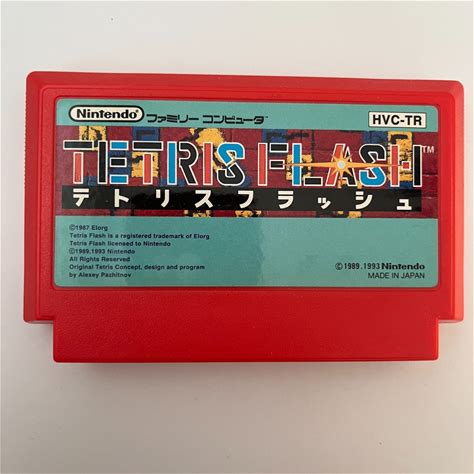 Nintendo ファミリー コンピュータ HVC-TR
TETRIS FLASH™
テトリスフラッシュ
©1987 Elorg
Tetris Flash is a registered trademark of Elorg
Tetris Flash licensed to Nintendo
©1989,1993 Nintendo
All Rights Reserved
Original Tetris Concept, design and program
by Alexey Pazhitnov
©1989,1993 Nintendo
MADE IN JAPAN